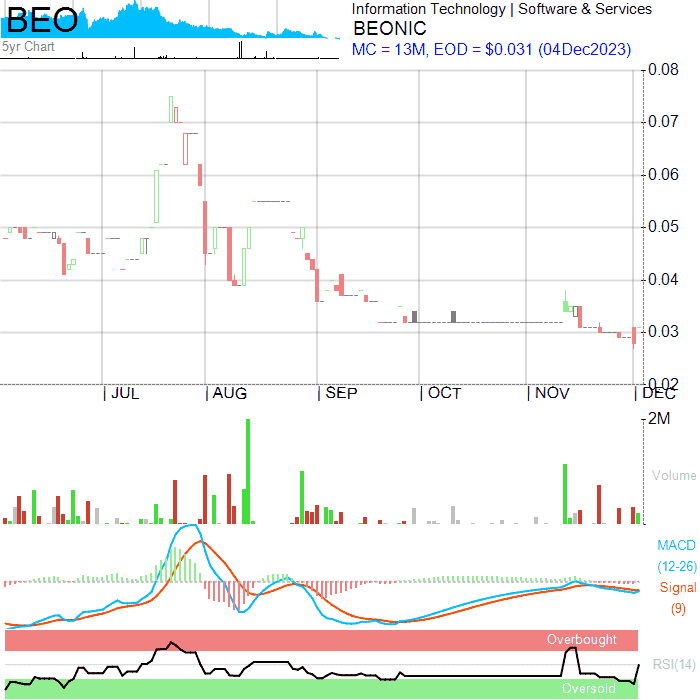 BEO
Information Technology | Software & Services
BEONIC
5yr Chart
MC = 13M, EOD = $0.031 (04Dec2023)
0.08
0.07
0.06
0.05
0.04
0.03
0.02
JUL AUG SEP OCT NOV DEC
2M
Volume
MACD
(12-26)
Signal
(9)
Overbought
RSI(14)
Oversold